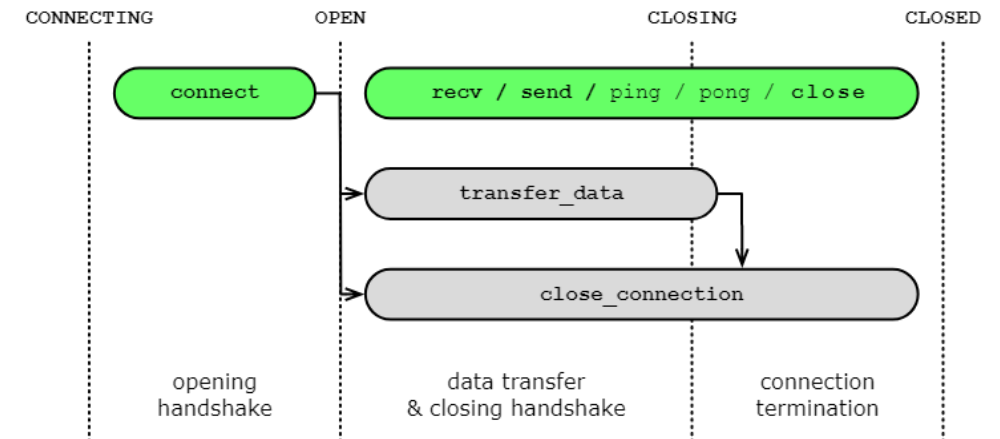 CONNECTING OPEN CLOSING CLOSED
connect
recv / send / ping / pong / close
transfer_data
close_connection
opening
handshake
data transfer
& closing handshake
connection
termination